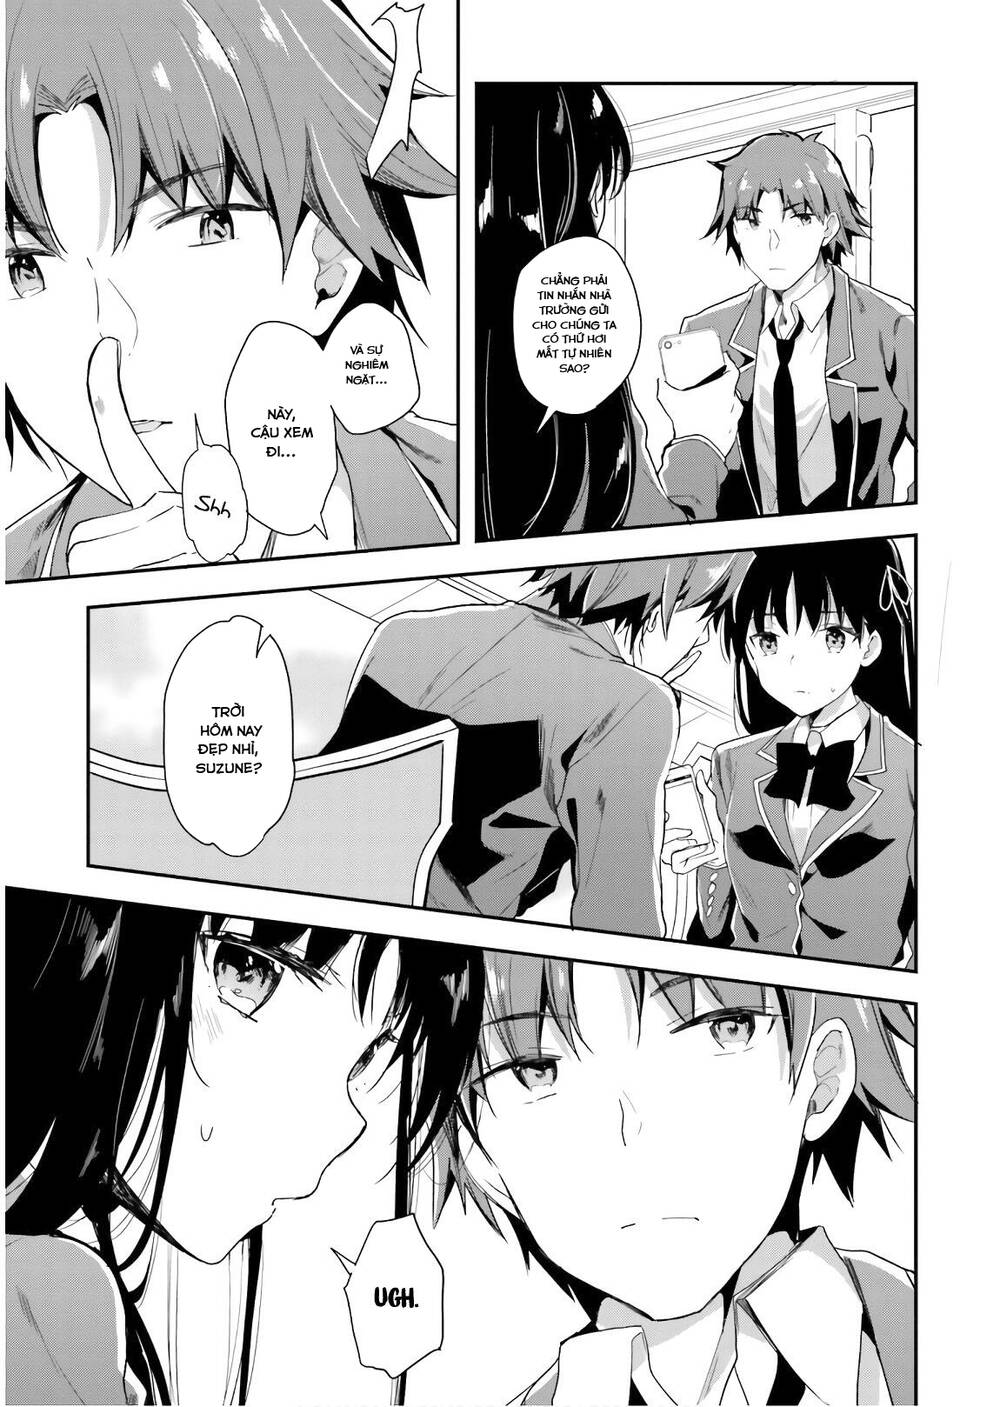 CHẲNG PHẢI
TIN NHẮN NHÀ
TRƯỜNG GỬI
CHO CHÚNG TA
CÓ THỨ HƠI
MẤT TỰ NHIÊN
SAO?
VÀ SỰ
NGHIÊM
NGẶT...
NÀY,
CẬU XEM
ĐI...
Shh
TRỜI
HÔM NAY
ĐẸP NHỈ,
SUZUNE?
UGH.